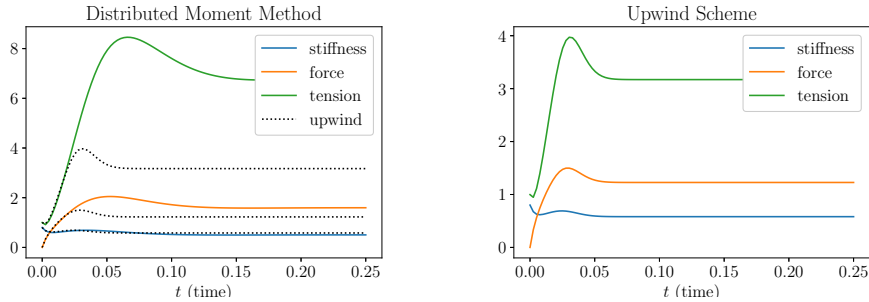 Distributed Moment Method
8
6
4
2
0
0.00 0.05 0.10 0.15 0.20 0.25
t (time)
stiffness
force
tension
upwind
Upwind Scheme
4
3
2
1
0
0.00 0.05 0.10 0.15 0.20 0.25
t (time)
stiffness
force
tension